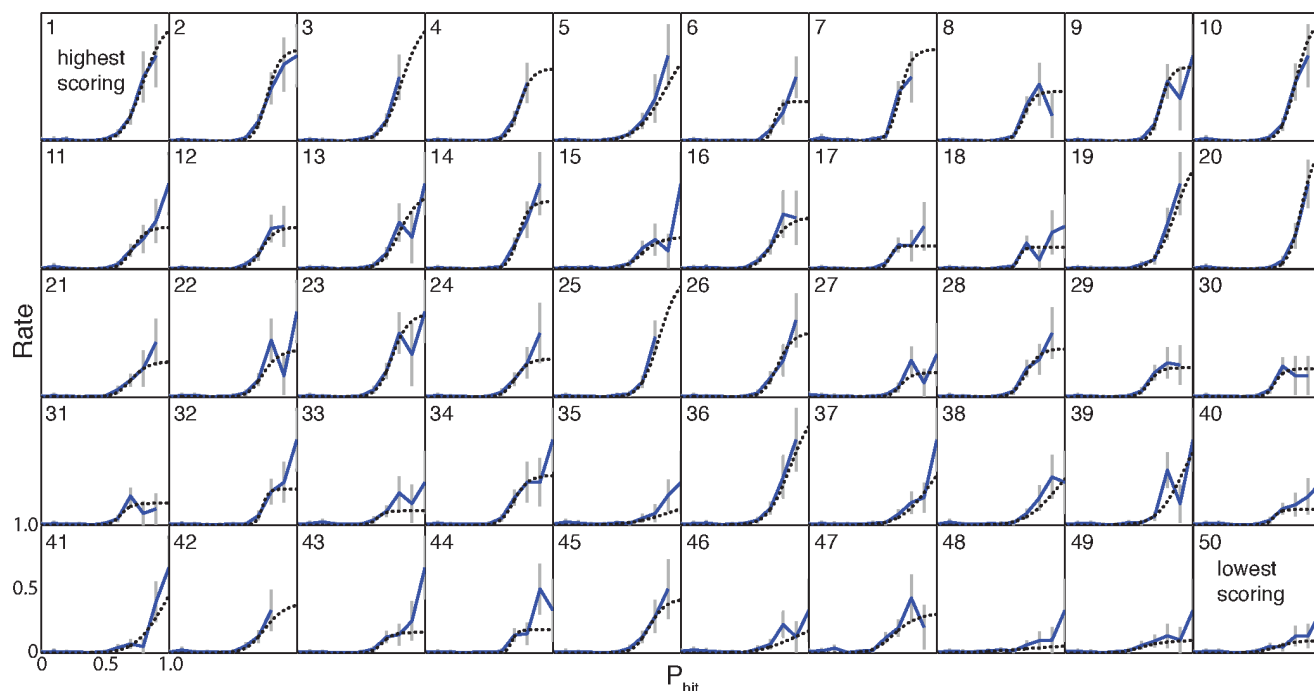 1 2 3 4 5 6 7 8 9 10
highest
scoring
11 12 13 14 15 16 17 18 19 20
21 22 23 24 25 26 27 28 29 30
Rate
31 32 33 34 35 36 37 38 39 40
1.0
41 42 43 44 45 46 47 48 49 50
lowest
scoring
0.5
0
0 0.5 1.0
P_hit